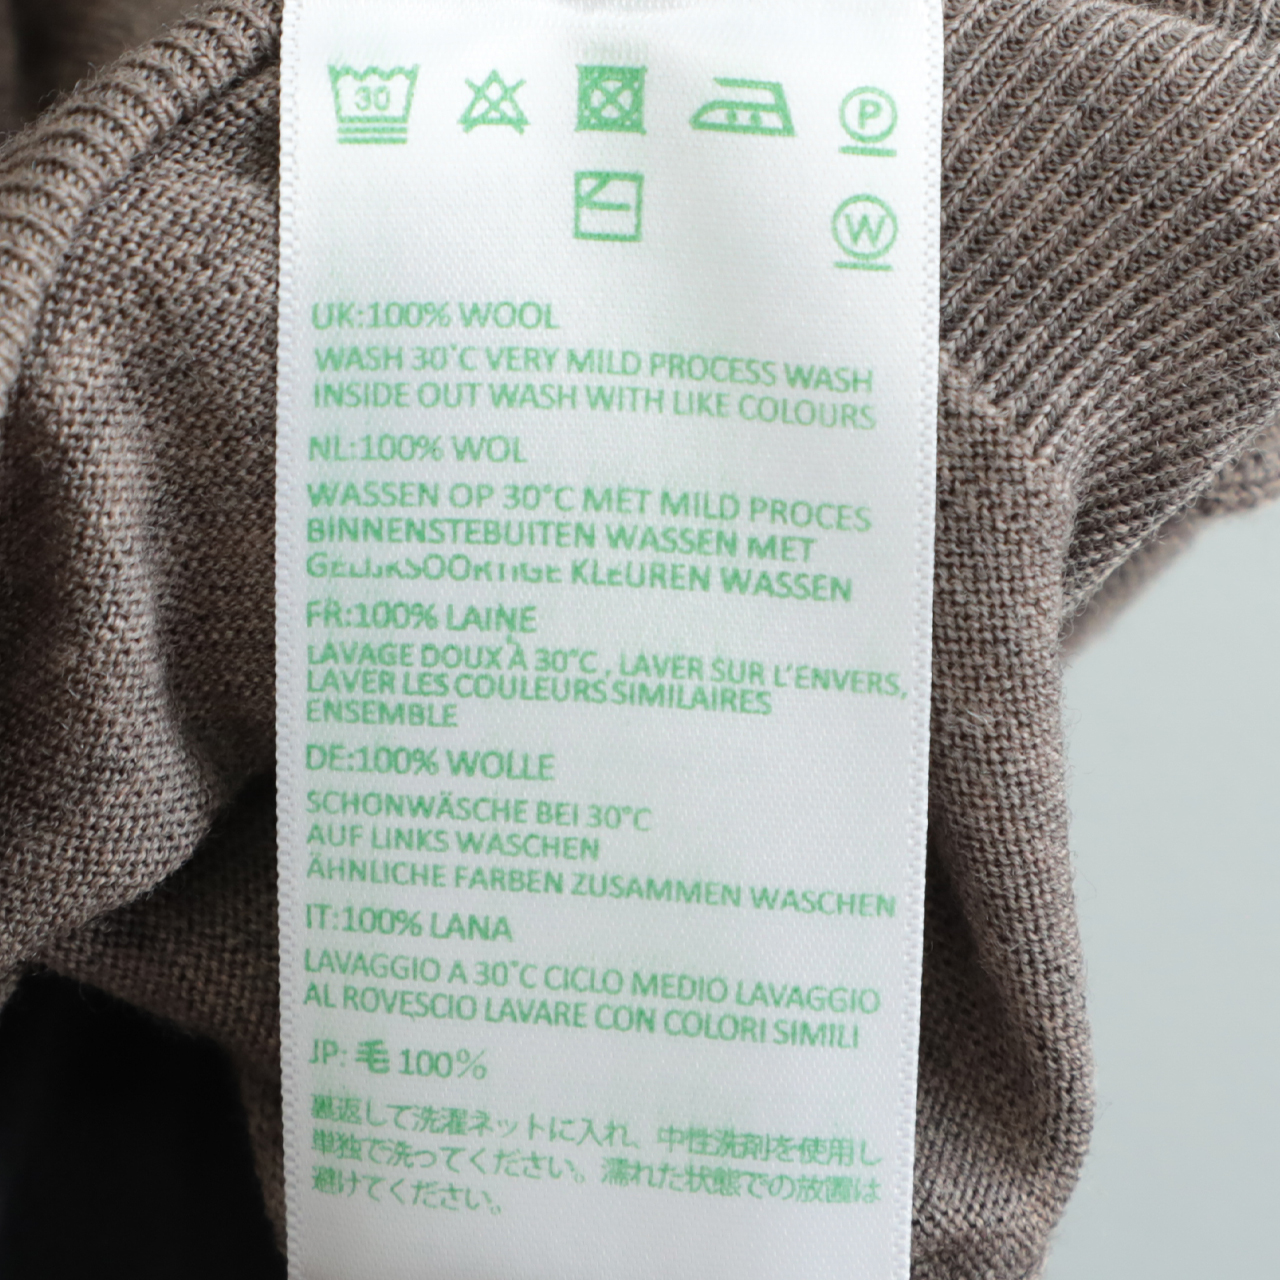 30
P
W
UK:100% WOOL
WASH 30°C VERY MILD PROCESS WASH
INSIDE OUT WASH WITH LIKE COLOURS
NL:100% WOL
WASSEN OP 30°C MET MILD PROCES
BINNENSTEBUITEN WASSEN MET
GELIJKSOORTIGE KLEUREN WASSEN
FR:100% LAINE
LAVAGE DOUX À 30°C , LAVER SUR L'ENVERS,
LAVER LES COULEURS SIMILAIRES
ENSEMBLE
DE:100% WOLLE
SCHONWÄSCHE BEI 30°C
AUF LINKS WASCHEN
ÄHNLICHE FARBEN ZUSAMMEN WASCHEN
IT:100% LANA
LAVAGGIO A 30°C CICLO MEDIO LAVAGGIO
AL ROVESCIO LAVARE CON COLORI SIMILI
JP: 毛 100%
裏返して洗濯ネットに入れ、中性洗剤を使用し
単独で洗ってください。濡れた状態での放置は
避けてください。